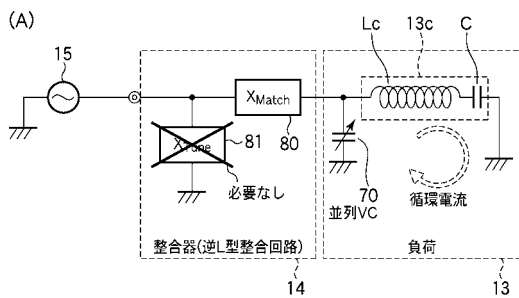 (A)
15
Lc
13c
C
XMatch
80
XTune
81
必要なし
70
並列VC
循環電流
整合器(逆L型整合回路)
負荷
14
13